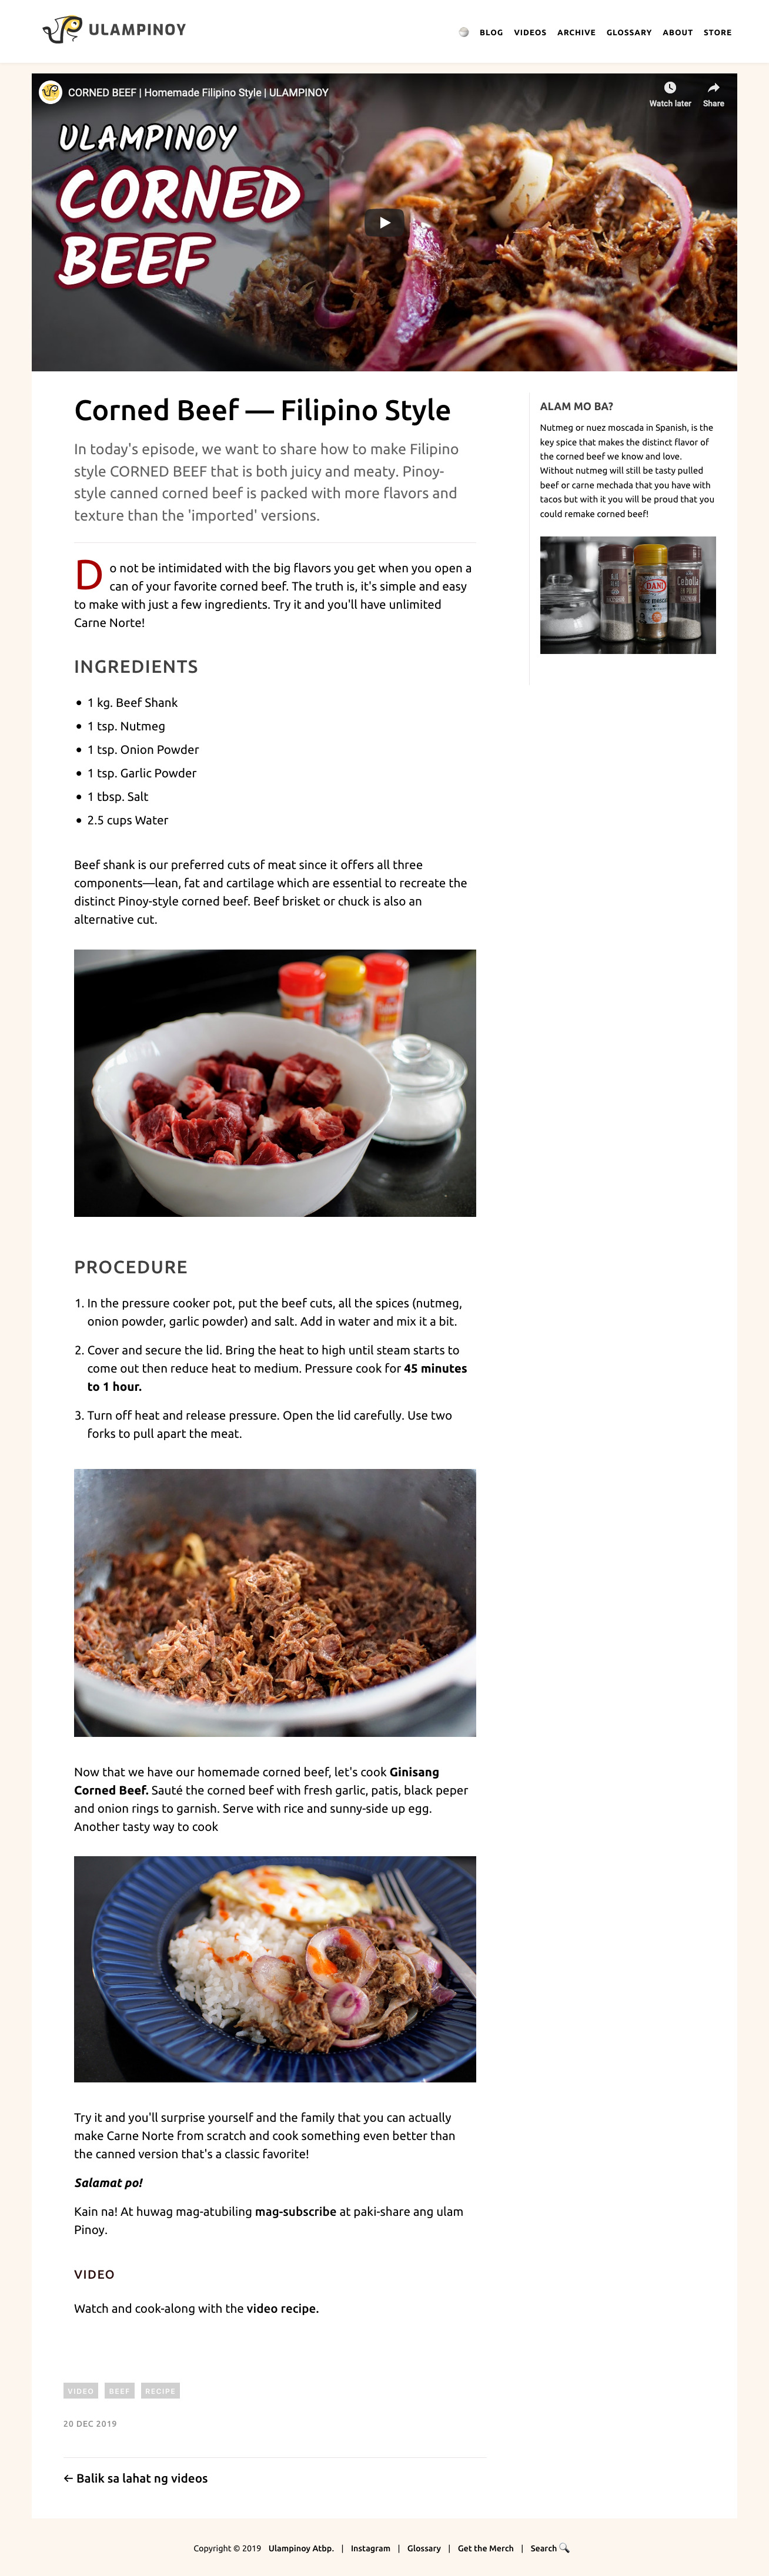 ULAMPINOY
BLOG VIDEOS ARCHIVE GLOSSARY ABOUT STORE
CORNED BEEF | Homemade Filipino Style | ULAMPINOY
Watch later Share
ULAMPINOY
CORNED
BEEF
Corned Beef — Filipino Style
In today's episode, we want to share how to make Filipino
style CORNED BEEF that is both juicy and meaty. Pinoy-
style canned corned beef is packed with more flavors and
texture than the 'imported' versions.
Do not be intimidated with the big flavors you get when you open a
can of your favorite corned beef. The truth is, it's simple and easy
to make with just a few ingredients. Try it and you'll have unlimited
Carne Norte!
INGREDIENTS
• 1 kg. Beef Shank
• 1 tsp. Nutmeg
• 1 tsp. Onion Powder
• 1 tsp. Garlic Powder
• 1 tbsp. Salt
• 2.5 cups Water
Beef shank is our preferred cuts of meat since it offers all three
components—lean, fat and cartilage which are essential to recreate the
distinct Pinoy-style corned beef. Beef brisket or chuck is also an
alternative cut.
PROCEDURE
1. In the pressure cooker pot, put the beef cuts, all the spices (nutmeg,
onion powder, garlic powder) and salt. Add in water and mix it a bit.
2. Cover and secure the lid. Bring the heat to high until steam starts to
come out then reduce heat to medium. Pressure cook for 45 minutes
to 1 hour.
3. Turn off heat and release pressure. Open the lid carefully. Use two
forks to pull apart the meat.
Now that we have our homemade corned beef, let's cook Ginisang
Corned Beef. Sauté the corned beef with fresh garlic, patis, black peper
and onion rings to garnish. Serve with rice and sunny-side up egg.
Another tasty way to cook
Try it and you'll surprise yourself and the family that you can actually
make Carne Norte from scratch and cook something even better than
the canned version that's a classic favorite!
Salamat po!
Kain na! At huwag mag-atubiling mag-subscribe at paki-share ang ulam
Pinoy.
VIDEO
Watch and cook-along with the video recipe.
VIDEO BEEF RECIPE
20 DEC 2019
← Balik sa lahat ng videos
ALAM MO BA?
Nutmeg or nuez moscada in Spanish, is the
key spice that makes the distinct flavor of
the corned beef we know and love.
Without nutmeg will still be tasty pulled
beef or carne mechada that you have with
tacos but with it you will be proud that you
could remake corned beef!
DANI
Cebolla
Copyright © 2019 Ulampinoy Atbp. | Instagram | Glossary | Get the Merch | Search